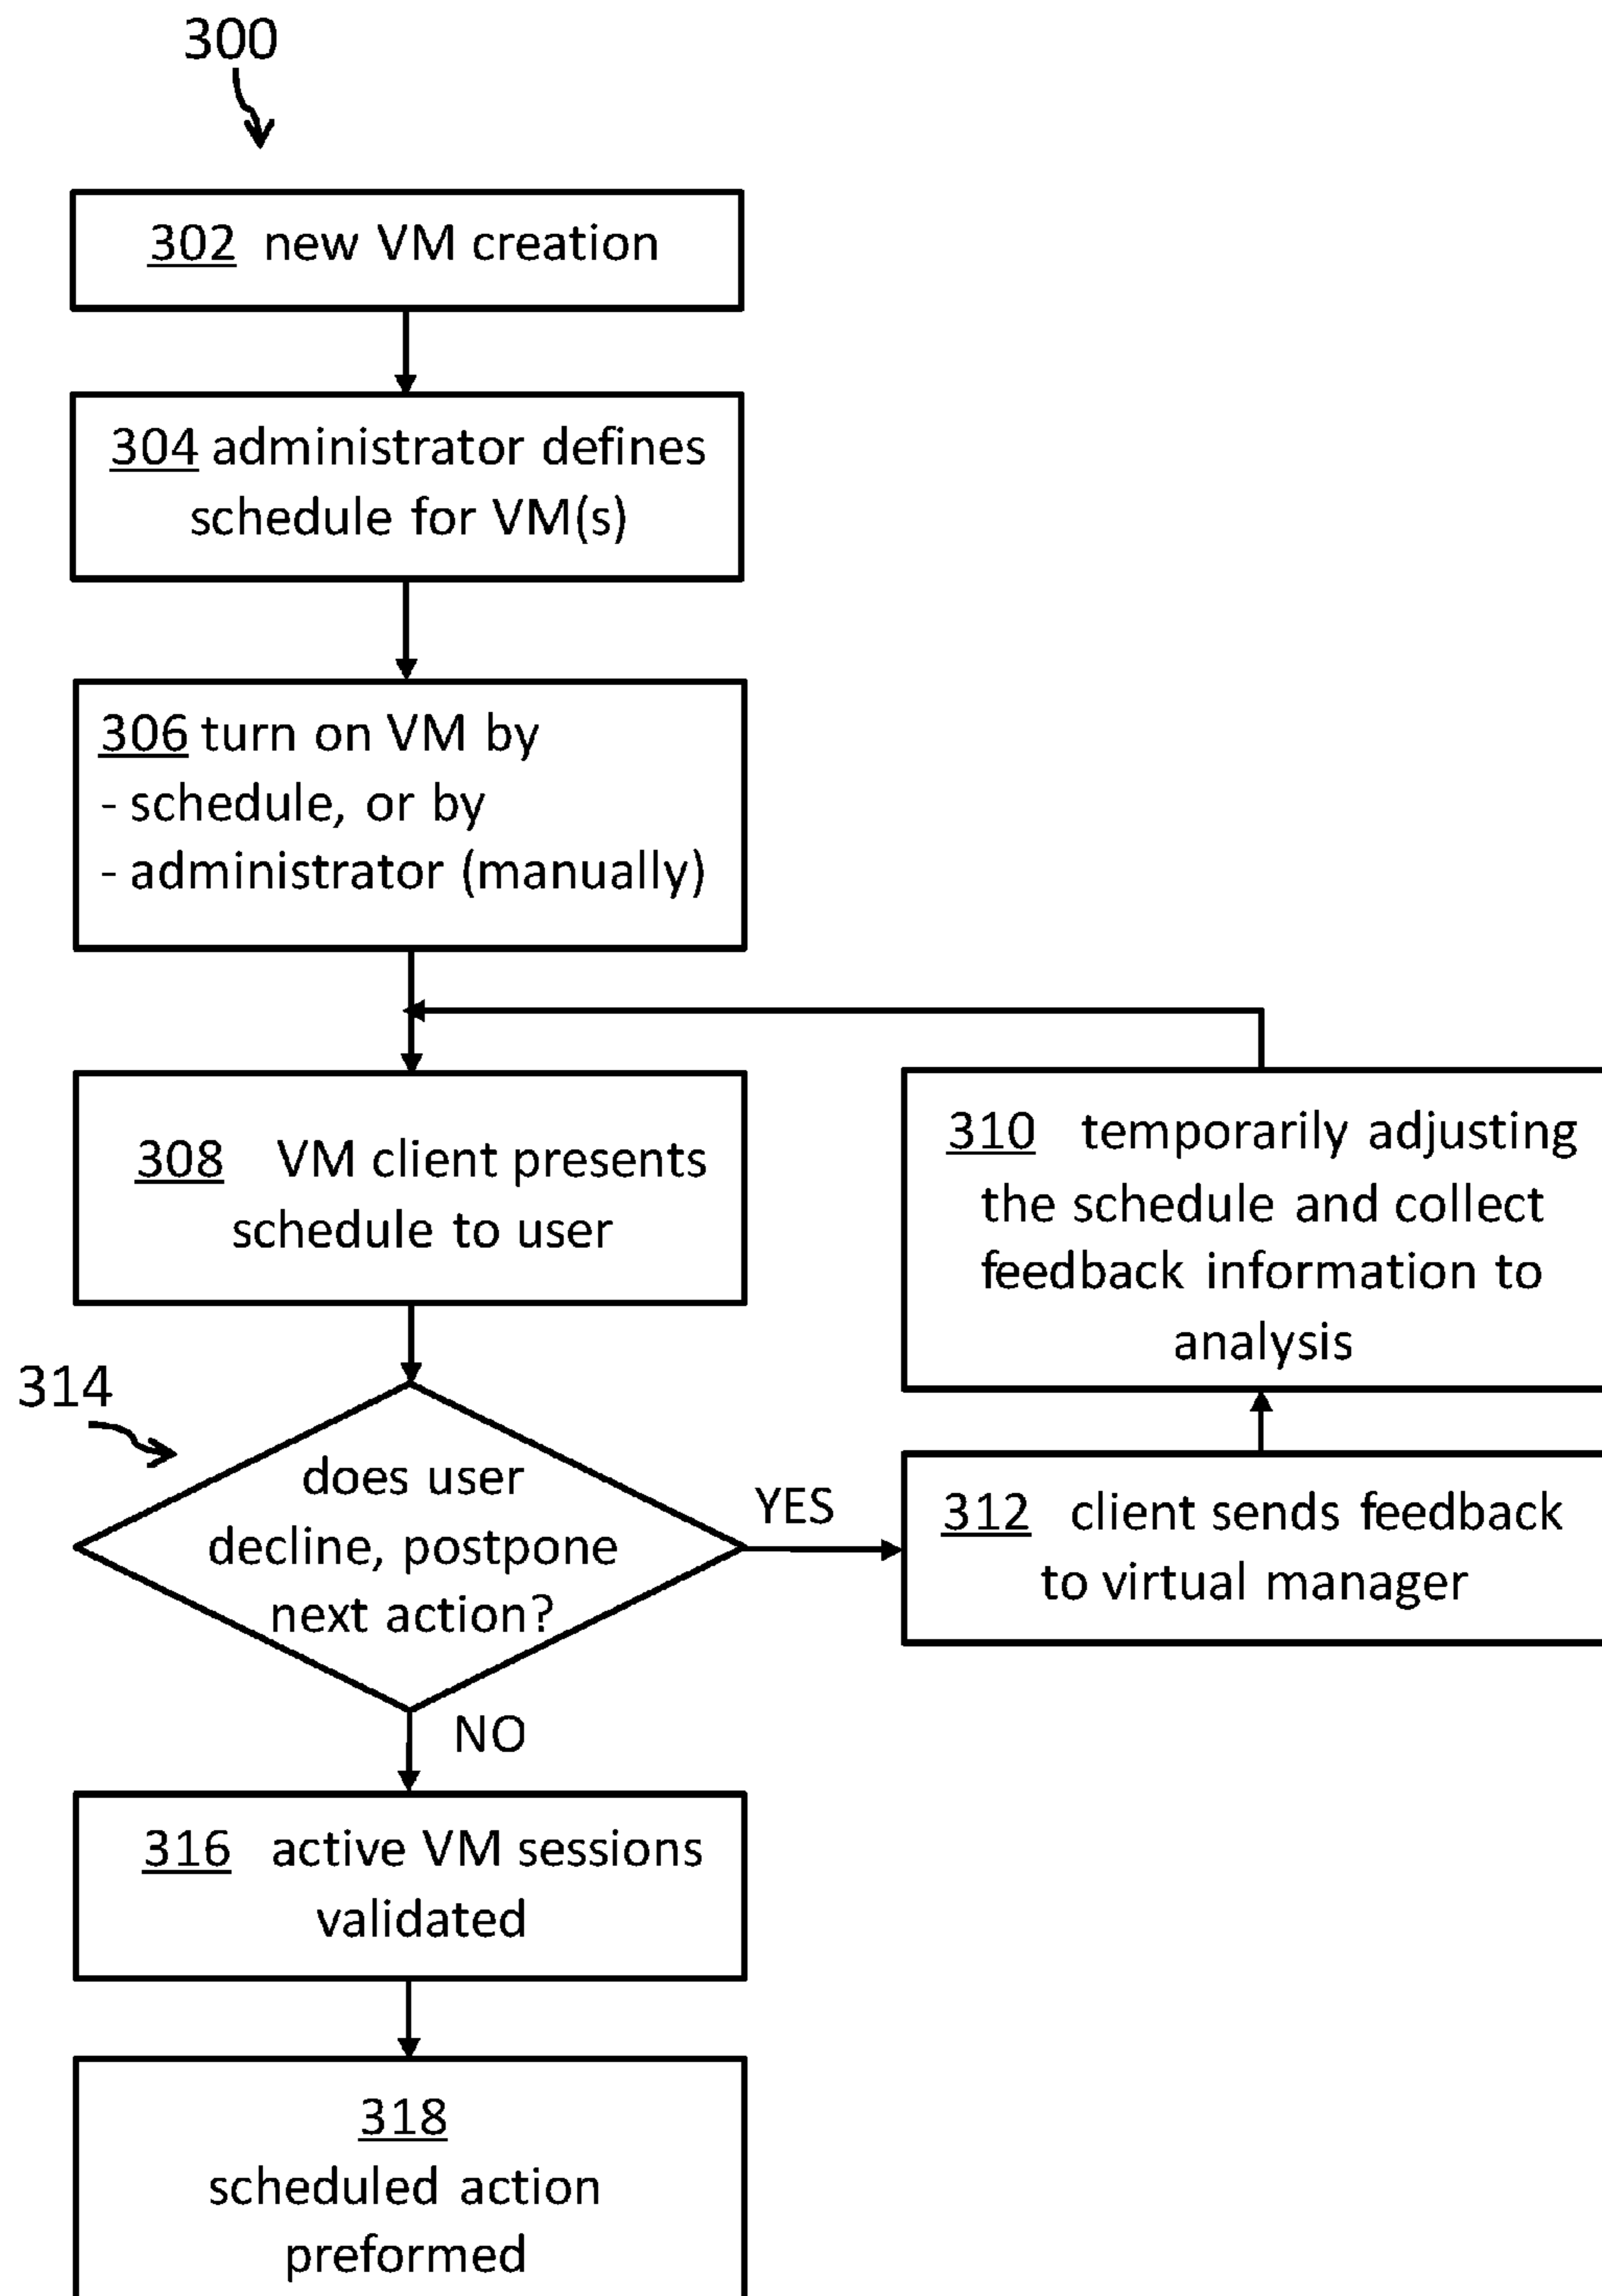 300
302 new VM creation
304 administrator defines
schedule for VM(s)
306 turn on VM by
- schedule, or by
- administrator (manually)
308 VM client presents
schedule to user
310 temporarily adjusting
the schedule and collect
feedback information to
analysis
314
does user
decline, postpone
next action?
YES
312 client sends feedback
to virtual manager
NO
316 active VM sessions
validated
318
scheduled action
preformed